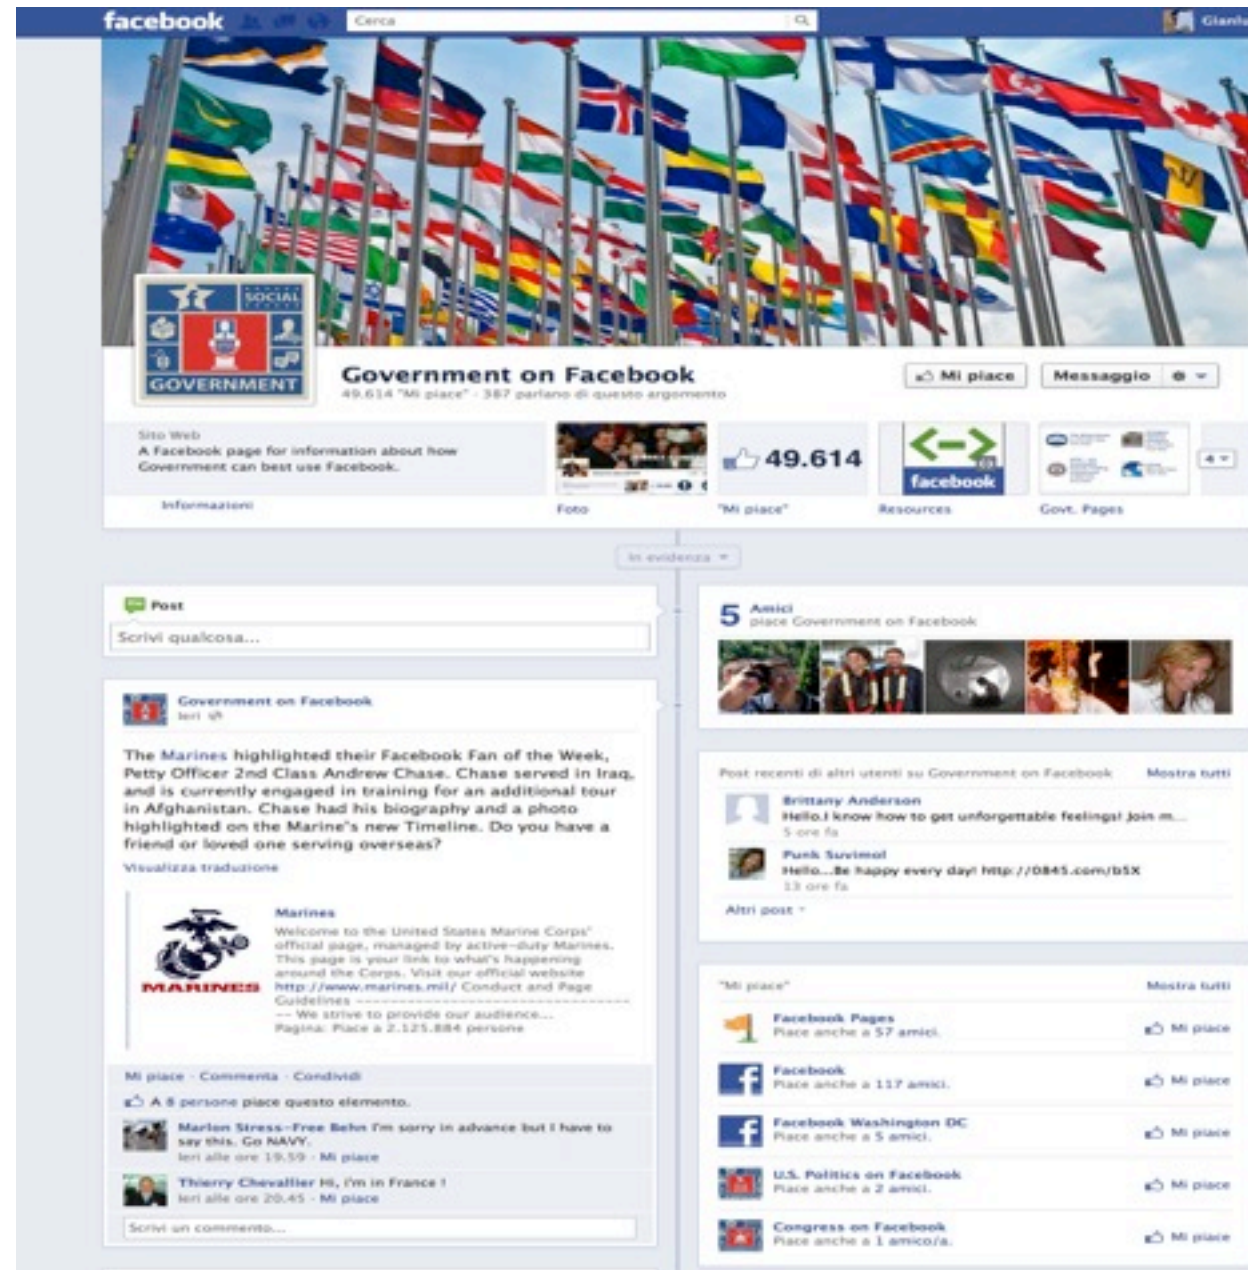 facebook
Cerca
SOCIAL
GOVERNMENT
Government on Facebook
49.614 "Mi piace" · 387 parlano di questo argomento
Mi piace
Messaggio
Sito Web
A Facebook page for information about how
Government can best use Facebook.
Informazioni
Foto
49.614
"Mi piace"
facebook
Resources
Govt. Pages
4
In evidenza
Post
Scrivi qualcosa...
Government on Facebook
Ieri
The Marines highlighted their Facebook Fan of the Week,
Petty Officer 2nd Class Andrew Chase. Chase served in Iraq,
and is currently engaged in training for an additional tour
in Afghanistan. Chase had his biography and a photo
highlighted on the Marine's new Timeline. Do you have a
friend or loved one serving overseas?
Visualizza traduzione
MARINES
Marines
Welcome to the United States Marine Corps'
official page, managed by active-duty Marines.
This page is your link to what's happening
around the Corps. Visit our official website
http://www.marines.mil/ Conduct and Page
Guidelines --------------------------------
-- We strive to provide our audience...
Pagina: Piace a 2.125.884 persone
Mi piace · Commenta · Condividi
A 8 persone piace questo elemento.
Marlon Stress-Free Behn I'm sorry in advance but I have to
say this. Go NAVY.
Ieri alle ore 19.59 · Mi piace
Thierry Chevallier Hi, i'm in France !
Ieri alle ore 20.45 · Mi piace
Scrivi un commento...
5 Amici
piace Government on Facebook
Post recenti di altri utenti su Government on Facebook Mostra tutti
Brittany Anderson
Hello.I know how to get unforgettable feelings! Join m...
5 ore fa
Punk Suvimol
Hello...Be happy every day! http://0845.com/b5X
13 ore fa
Altri post
"Mi piace" Mostra tutti
Facebook Pages
Piace anche a 57 amici.
Mi piace
Facebook
Piace anche a 117 amici.
Mi piace
Facebook Washington DC
Piace anche a 5 amici.
Mi piace
U.S. Politics on Facebook
Piace anche a 2 amici.
Mi piace
Congress on Facebook
Piace anche a 1 amico/a.
Mi piace